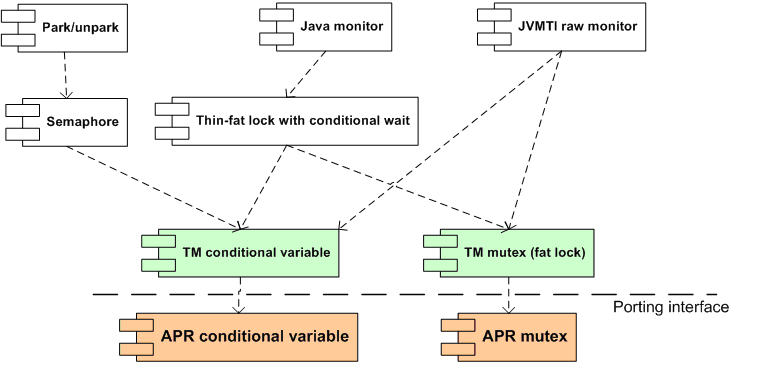 Park/unpark
Java monitor
JVMTI raw monitor
Semaphore
Thin-fat lock with conditional wait
TM conditional variable
TM mutex (fat lock)
Porting interface
APR conditional variable
APR mutex